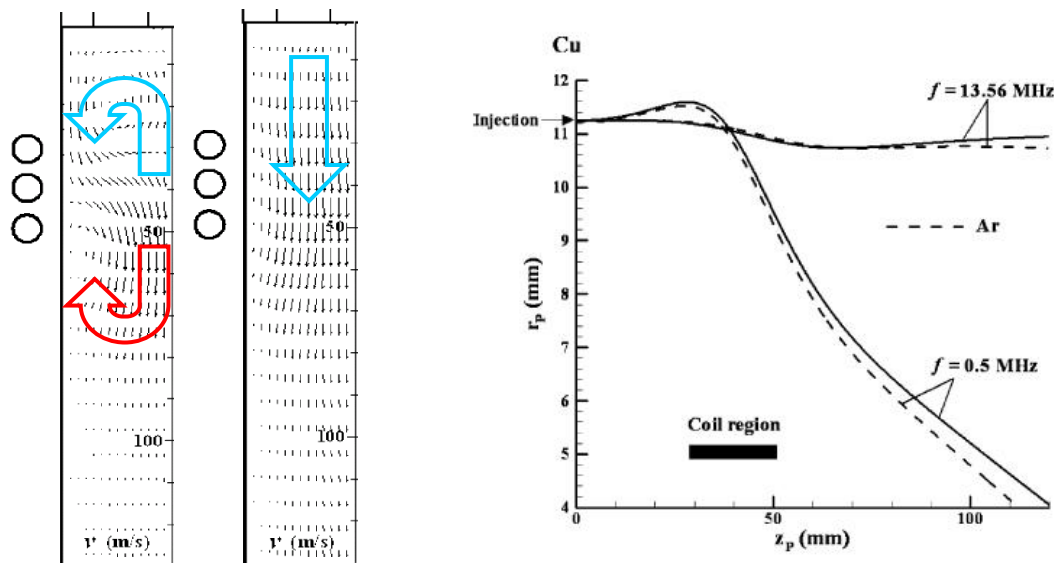 50
100
V (m/s)
50
100
V (m/s)
Cu
12
11
10
9
8
7
6
5
4
Injection
f = 13.56 MHz
Ar
f = 0.5 MHz
Coil region
0
50
100
r_p (mm)
z_p (mm)